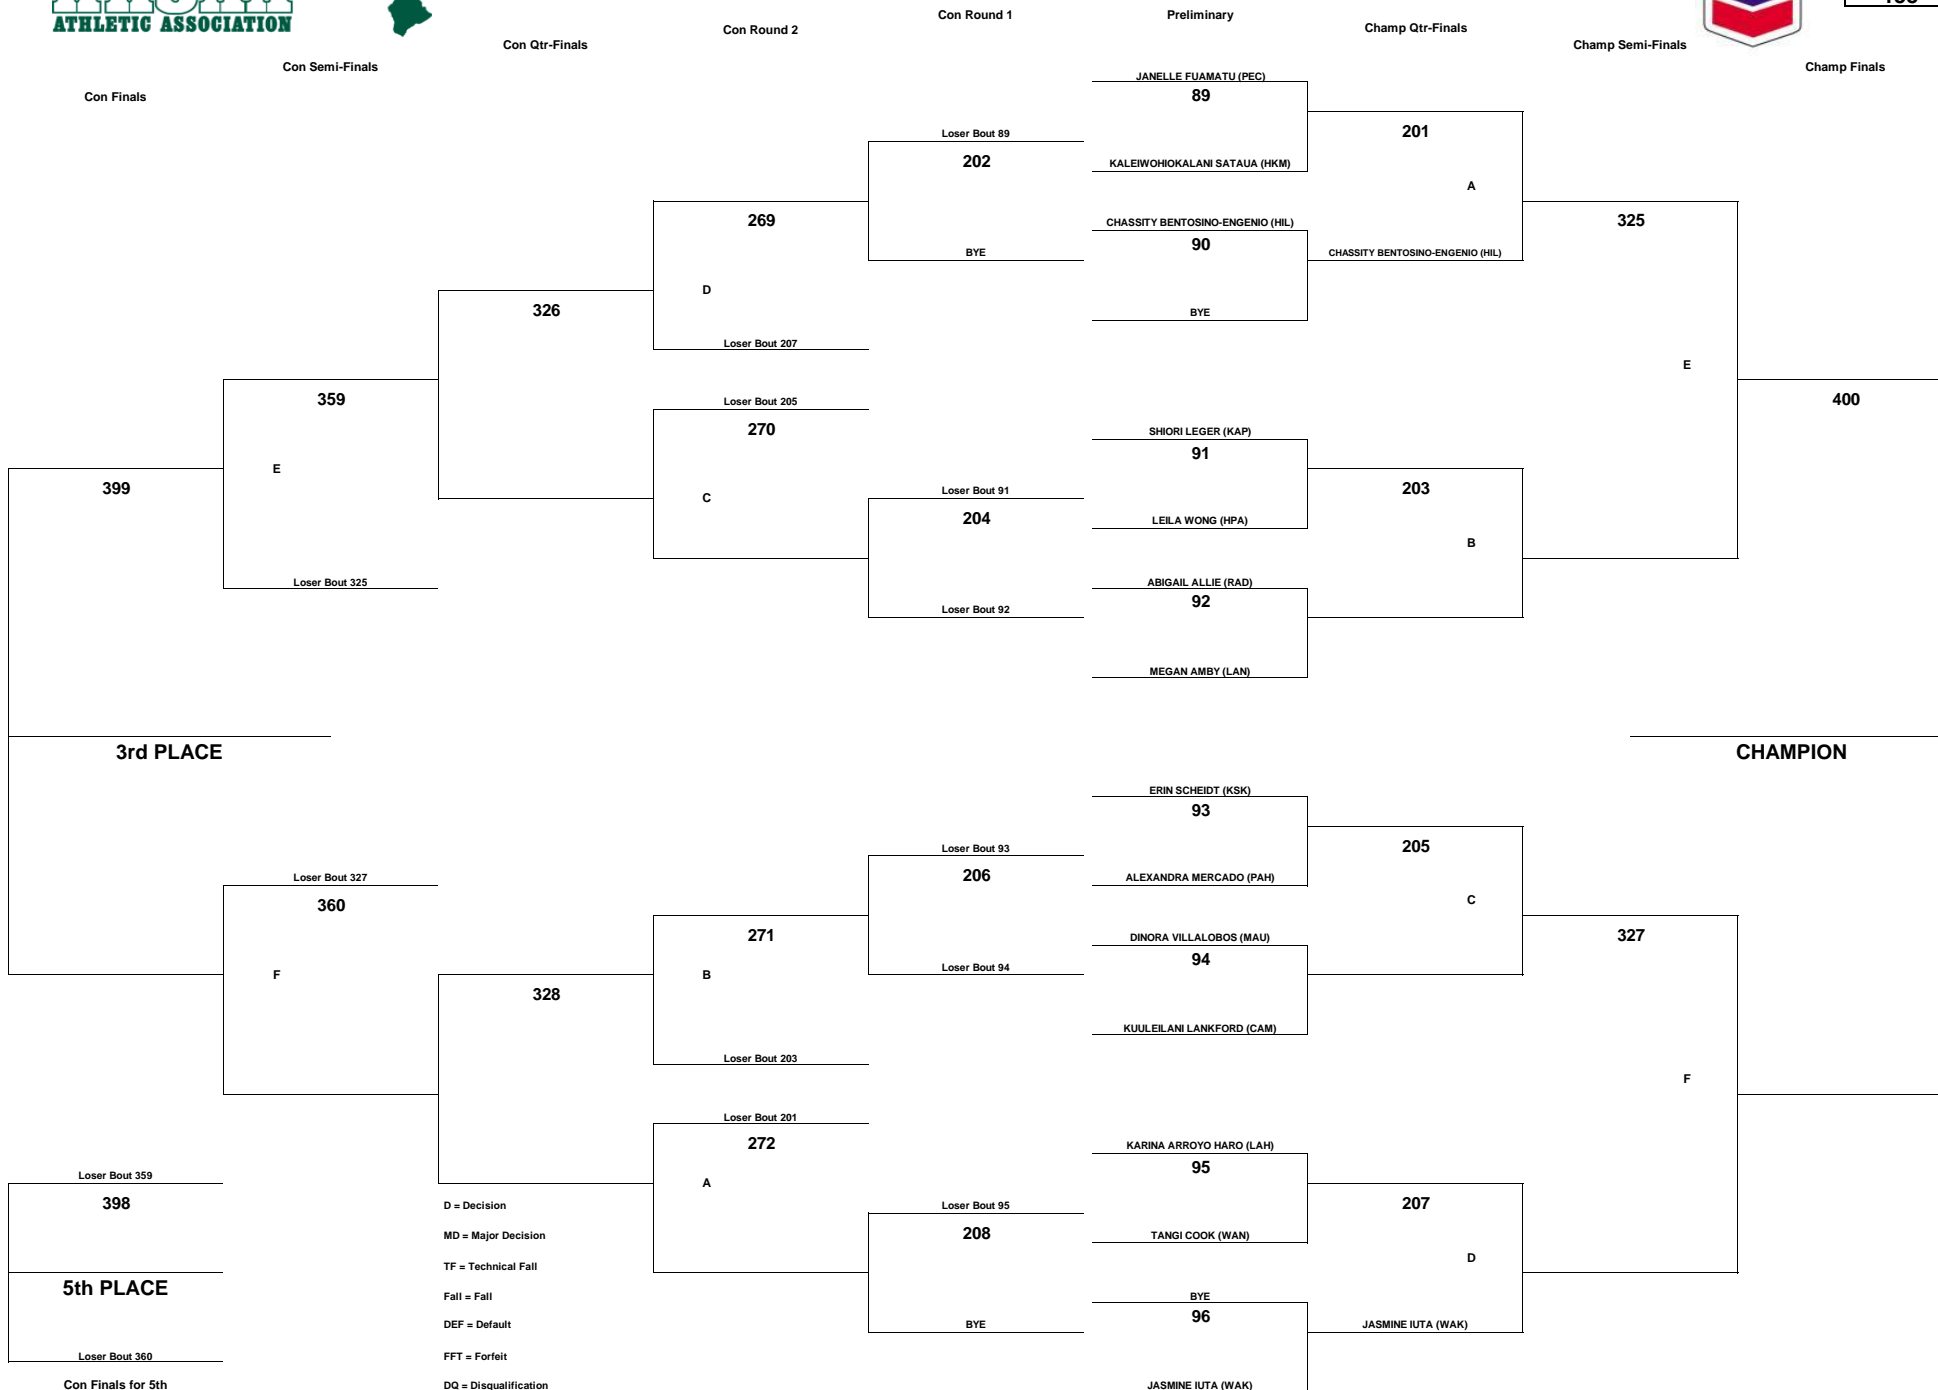 ATHLETIC ASSOCIATION
Con Finals
Con Semi-Finals
Con Qtr-Finals
Con Round 2
Con Round 1
Preliminary
Champ Qtr-Finals
Champ Semi-Finals
Champ Finals
JANELLE FUAMATU (PEC)
89
KALEIWOHIOKALANI SATAUA (HKM)
CHASSITY BENTOSINO-ENGENIO (HIL)
90
BYE
SHIORI LEGER (KAP)
91
LEILA WONG (HPA)
ABIGAIL ALLIE (RAD)
92
MEGAN AMBY (LAN)
ERIN SCHEIDT (KSK)
93
ALEXANDRA MERCADO (PAH)
DINORA VILLALOBOS (MAU)
94
KUULEILANI LANKFORD (CAM)
KARINA ARROYO HARO (LAH)
95
TANGI COOK (WAN)
BYE
96
JASMINE IUTA (WAK)
201
A
CHASSITY BENTOSINO-ENGENIO (HIL)
203
B
205
C
207
D
JASMINE IUTA (WAK)
325
E
327
F
400
CHAMPION
Loser Bout 89
202
BYE
Loser Bout 91
204
Loser Bout 92
Loser Bout 93
206
Loser Bout 94
Loser Bout 95
208
BYE
269
D
Loser Bout 207
Loser Bout 205
270
C
271
B
Loser Bout 203
Loser Bout 201
272
A
326
328
359
E
Loser Bout 325
Loser Bout 327
360
F
399
3rd PLACE
Loser Bout 359
398
5th PLACE
Loser Bout 360
Con Finals for 5th
D = Decision
MD = Major Decision
TF = Technical Fall
Fall = Fall
DEF = Default
FFT = Forfeit
DQ = Disqualification